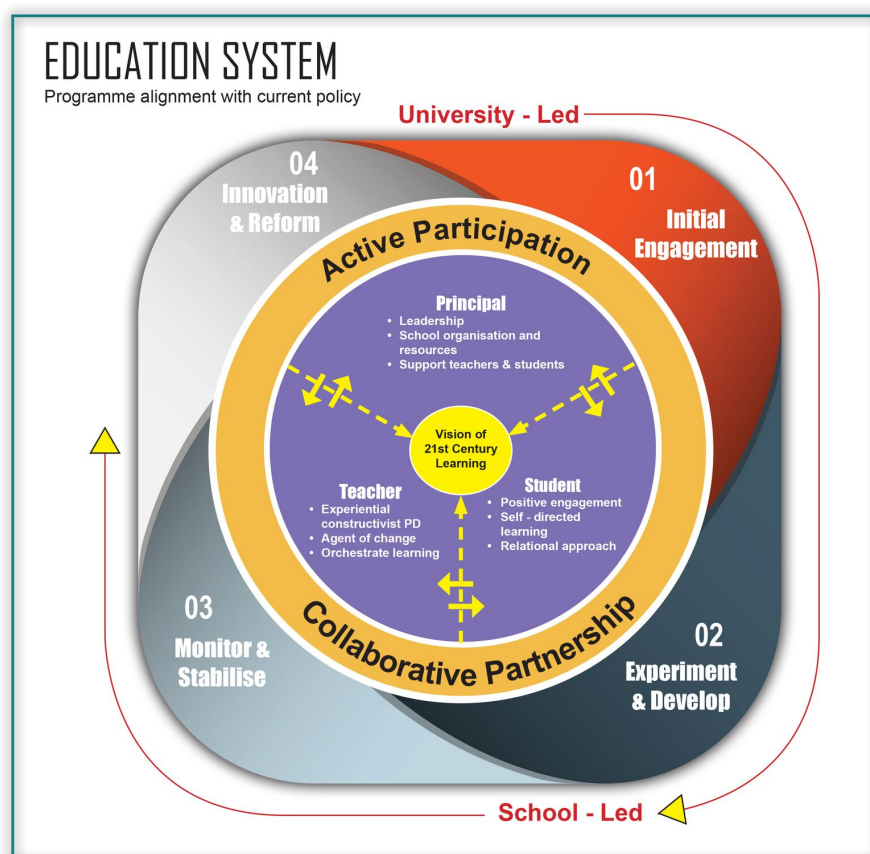 EDUCATION SYSTEM
Programme alignment with current policy
University - Led
04
Innovation
& Reform
01
Initial
Engagement
Active Participation
Principal
• Leadership
• School organisation and
resources
• Support teachers & students
Vision of
21st Century
Learning
Teacher
• Experiential
constructivist PD
• Agent of change
• Orchestrate learning
Student
• Positive engagement
• Self - directed
learning
• Relational approach
03
Monitor &
Stabilise
02
Experiment
& Develop
Collaborative Partnership
School - Led